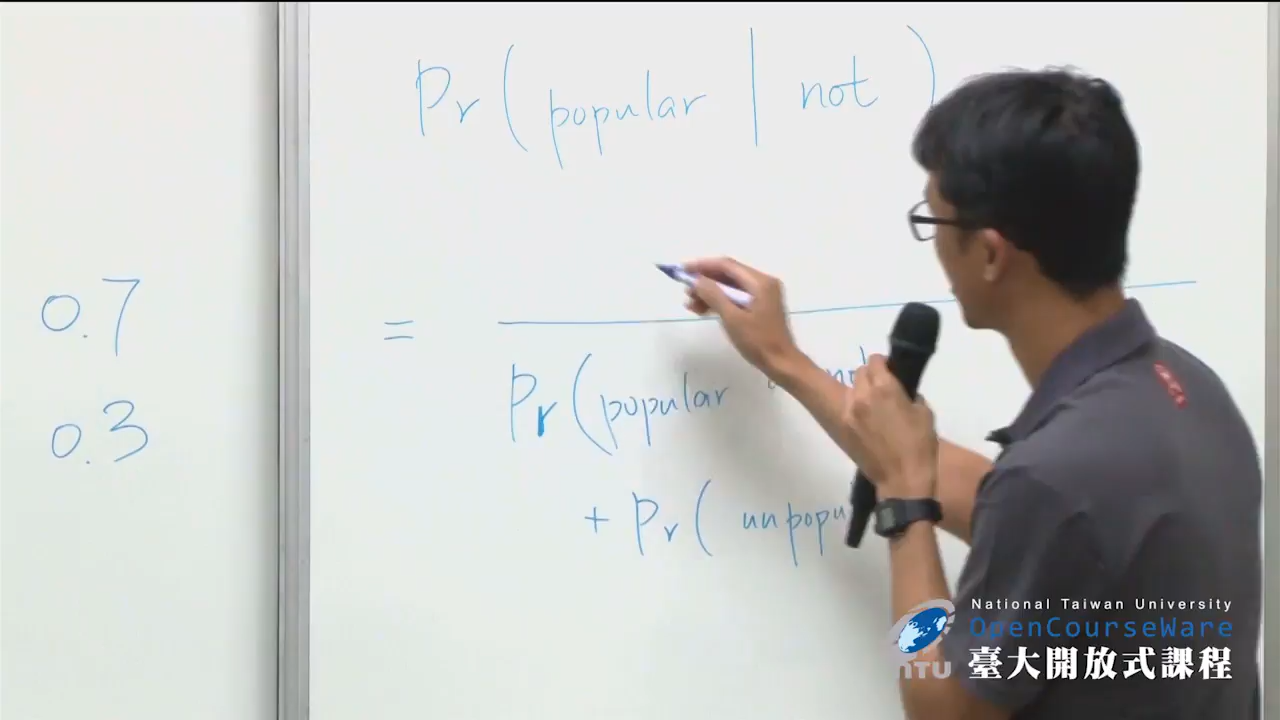 Pr ( popular | not )
0.7
=
Pr ( popular
0.3
+ Pr (
National Taiwan University
OpenCourseWare
NTU
臺大開放式課程